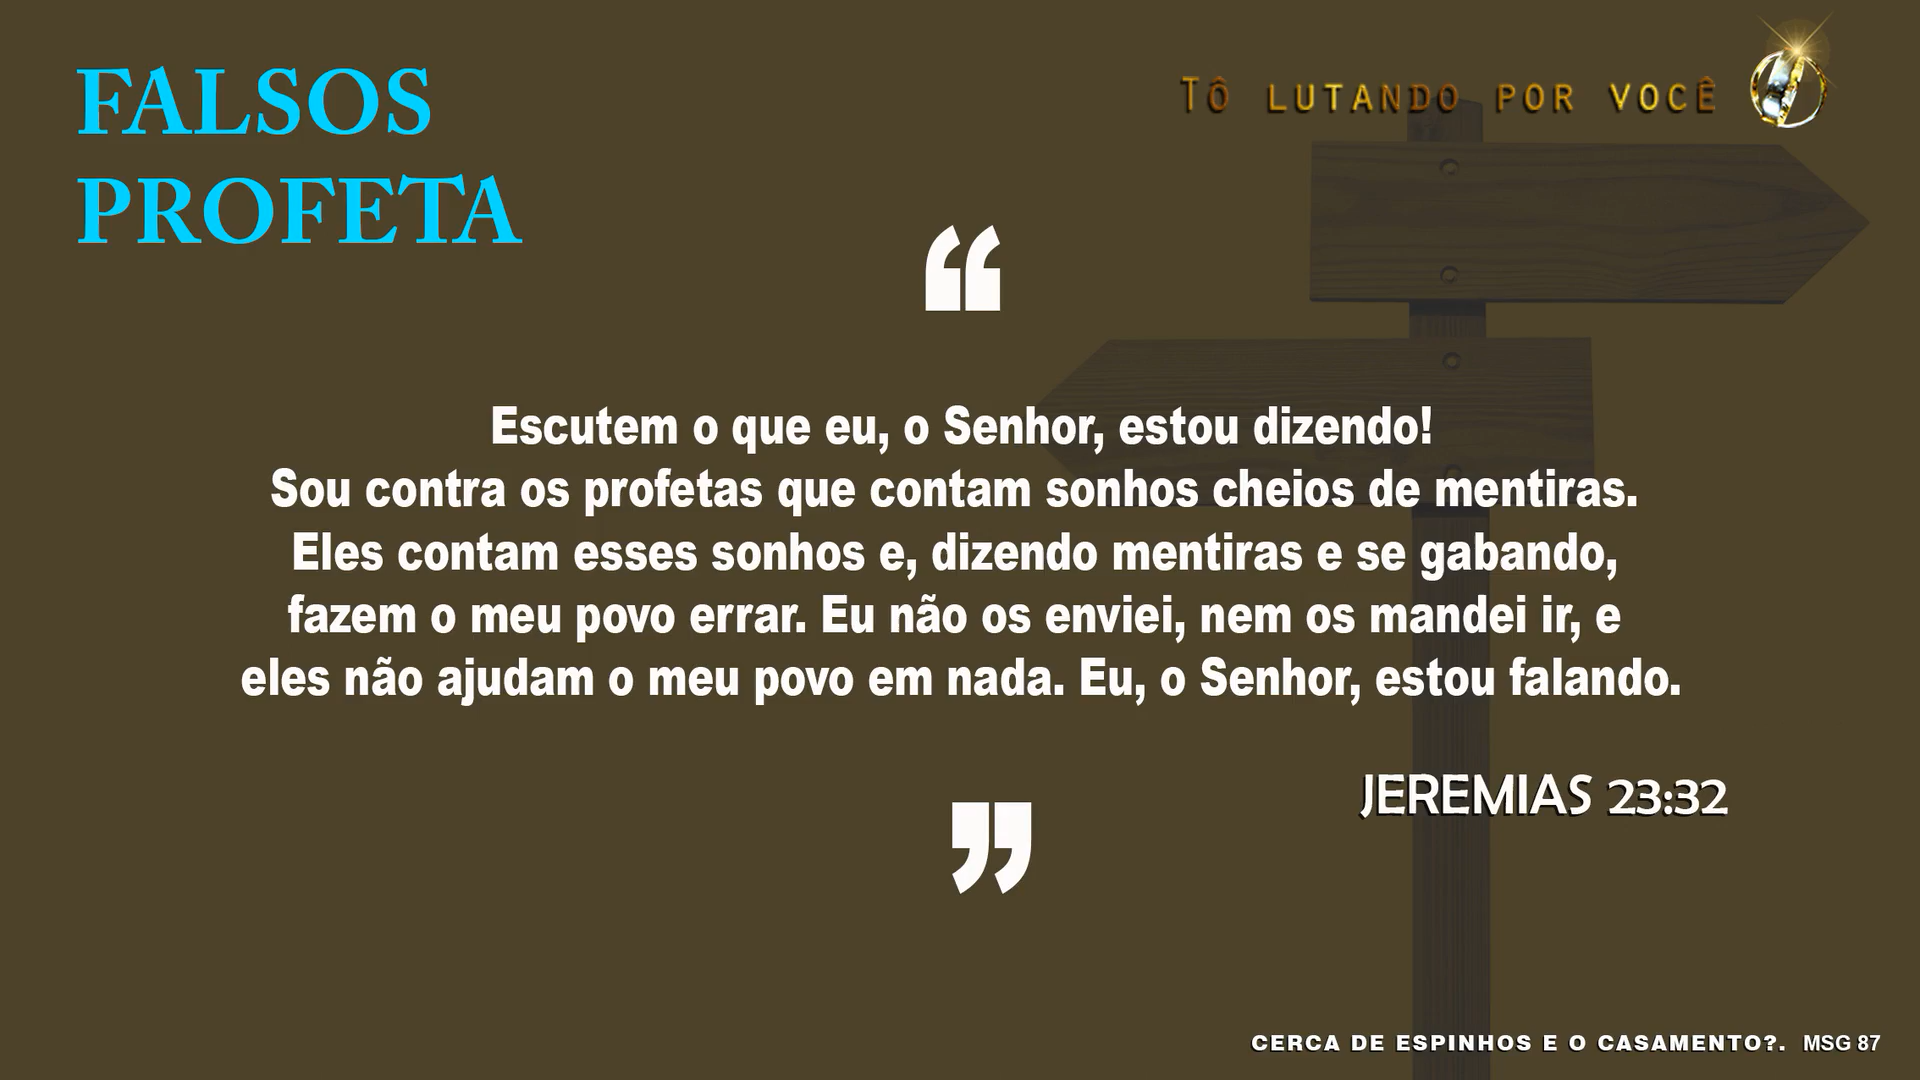 FALSOS
PROFETA
TÔ LUTANDO POR VOCÊ
“
Escutem o que eu, o Senhor, estou dizendo!
Sou contra os profetas que contam sonhos cheios de mentiras.
Eles contam esses sonhos e, dizendo mentiras e se gabando,
fazem o meu povo errar. Eu não os enviei, nem os mandei ir, e
eles não ajudam o meu povo em nada. Eu, o Senhor, estou falando.
JEREMIAS 23:32
”
CERCA DE ESPINHOS E O CASAMENTO?. MSG 87